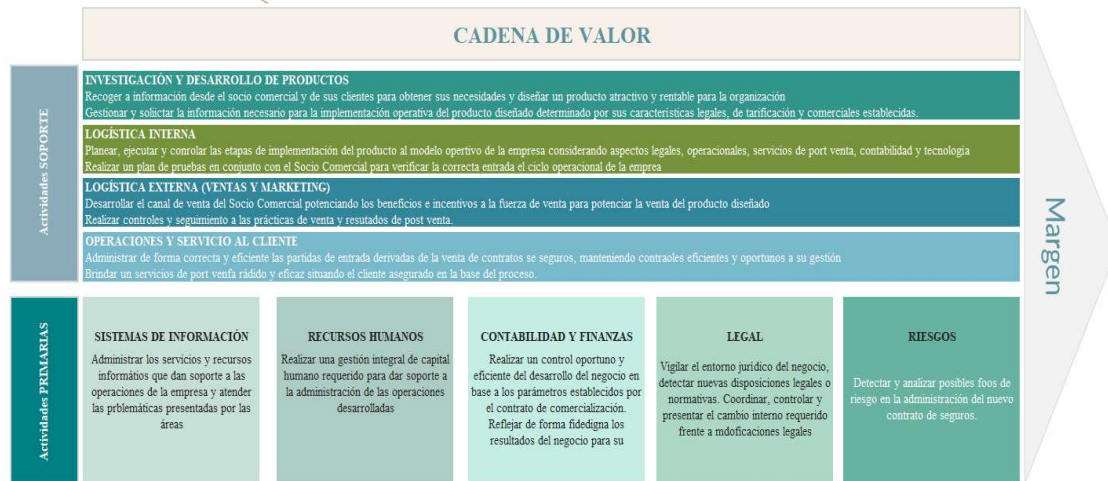 CADENA DE VALOR
Actividades SOPORTE
INVESTIGACIÓN Y DESARROLLO DE PRODUCTOS
Recoger a información desde el socio comercial y de sus clientes para obtener sus necesidades y diseñar un producto atractivo y rentable para la organización
Gestionar y soliictar la información necesario para la implementación operativa del producto diseñado determinado por sus características legales, de tarificación y comerciales establecidas.
LOGÍSTICA INTERNA
Planear, ejecutar y conrolar las etapas de implementación del producto al modelo opertivo de la empresa considerando aspectos legales, operacionales, servicios de port venta, contabilidad y tecnología
Realizar un plan de pruebas en conjunto con el Socio Comercial para verificar la correcta entrada el ciclo operacional de la emprea
LOGÍSTICA EXTERNA (VENTAS Y MARKETING)
Desarrollar el canal de venta del Socio Comercial potenciando los beneficios e incentivos a la fuerza de venta para potenciar la venta del producto diseñado
Realizar controles y seguimiento a las prácticas de venta y resutados de post venta.
OPERACIONES Y SERVICIO AL CLIENTE
Administrar de forma correcta y eficiente las partidas de entrada derivadas de la venta de contratos se seguros, manteniendo contraoles eficientes y oportunos a su gestión
Brindar un servicios de port venfa rádido y eficaz situando el cliente asegurado en la base del proceso.
Margen
Actividades PRIMARIAS
SISTEMAS DE INFORMACIÓN
Administrar los servicios y recursos
informátios que dan soporte a las
operaciones de la empresa y atender
las prblemáticas presentadas por las
áreas
RECURSOS HUMANOS
Realizar una gestión integral de capital
humano requerido para dar soporte a
la administración de las operaciones
desarrolladas
CONTABILIDAD Y FINANZAS
Realizar un control oportuno y
eficiente del desarrollo del negocio en
base a los parámetros establecidos por
el contrato de comercialización.
Reflejar de forma fidedigna los
resultados del negocio para su
LEGAL
Vigilar el entorno jurídico del negocio,
detectar nuevas disposiciones legales o
normativas. Coordinar, controlar y
presentar el cambio interno requerido
frente a mdoficaciones legales
RIESGOS
Detectar y analizar posibles foos de
riesgo en la administración del nuevo
contrato de seguros.